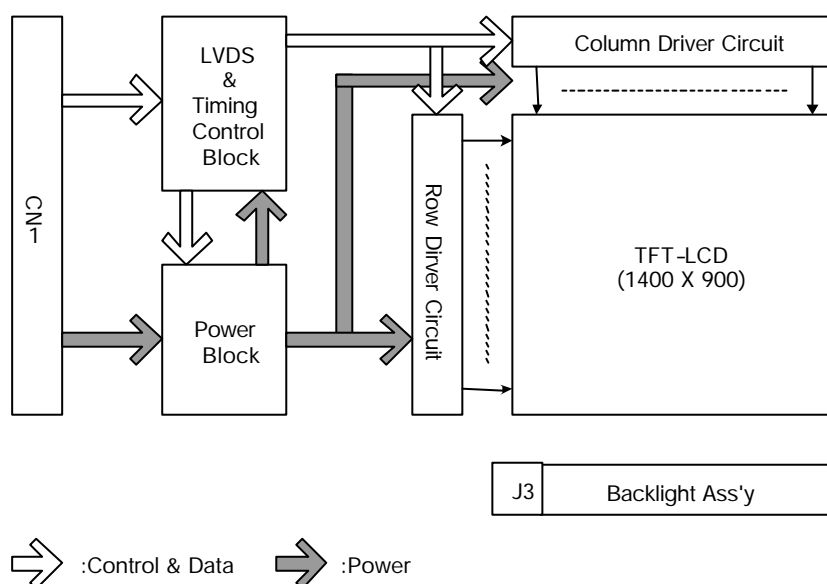 LVDS
&
Timing
Control
Block
Column Driver Circuit
CN1
Row Dirver Circuit
TFT-LCD
(1400 X 900)
Power
Block
J3
Backlight Ass'y
:Control & Data
:Power